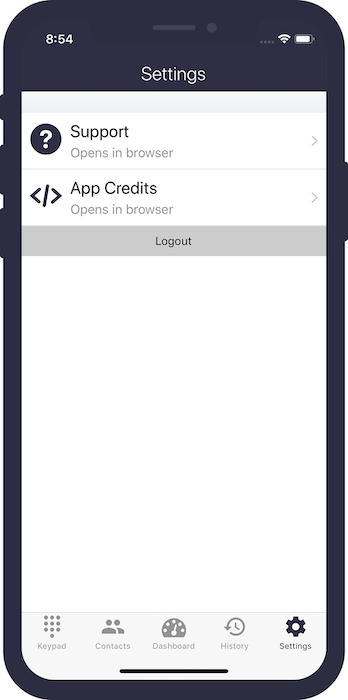 8:54
Settings
Support
Opens in browser
App Credits
Opens in browser
Logout
Keypad Contacts Dashboard History Settings